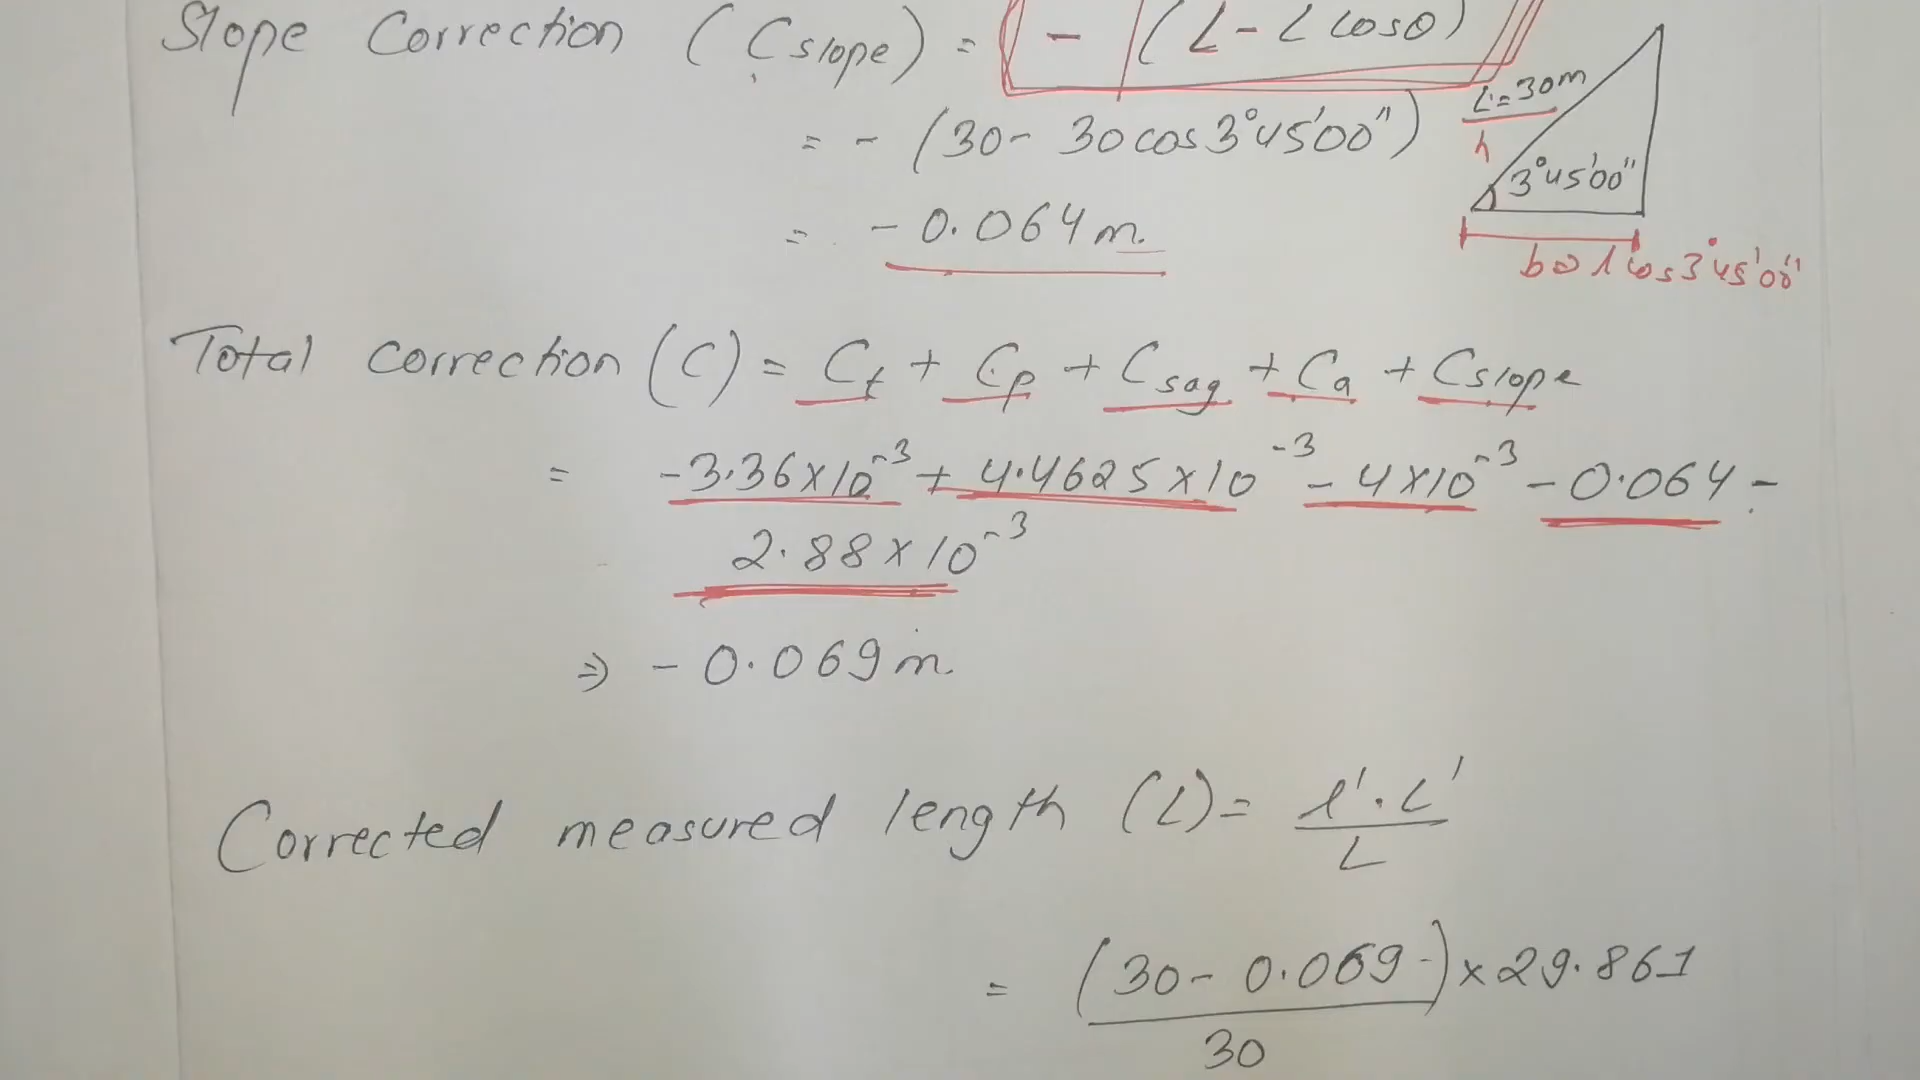 Slope Correction (Cslope) = - (L - L cosθ)
= - (30 - 30 cos 3°45'00")
= - 0.064 m.
L = 30m
h
3°45'00"
b = l cos 3°45'00"
Total correction (C) = Ct + Cp + Csag + Ca + Cslope
= -3.36×10⁻³ + 4.4625×10⁻³ - 4×10⁻³ - 0.064 -
2.88×10⁻³
⇒ - 0.069 m.
Corrected measured length (L) = l'.L' / L
= (30 - 0.069) × 29.861
30